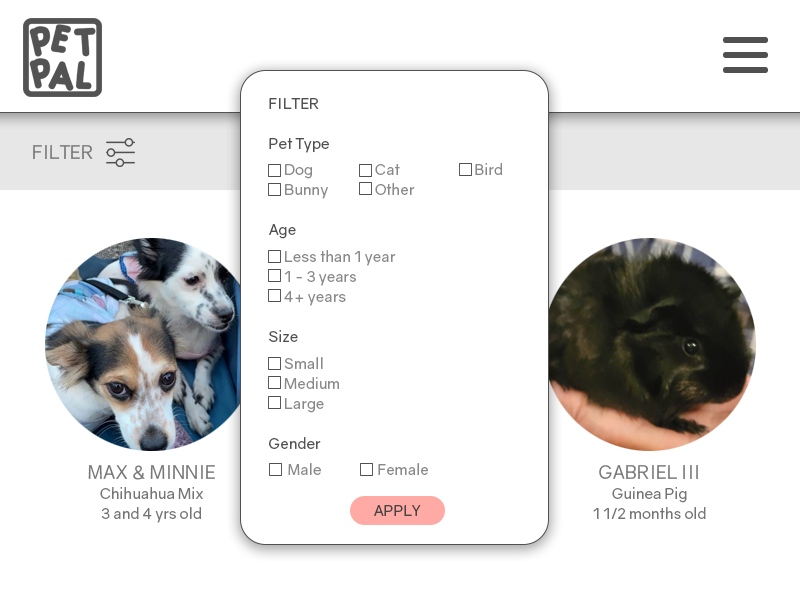 PET
PAL
FILTER
FILTER
Pet Type
Dog Cat Bird
Bunny Other
Age
Less than 1 year
1 - 3 years
4+ years
Size
Small
Medium
Large
Gender
Male Female
APPLY
MAX & MINNIE
Chihuahua Mix
3 and 4 yrs old
GABRIEL III
Guinea Pig
1 1/2 months old